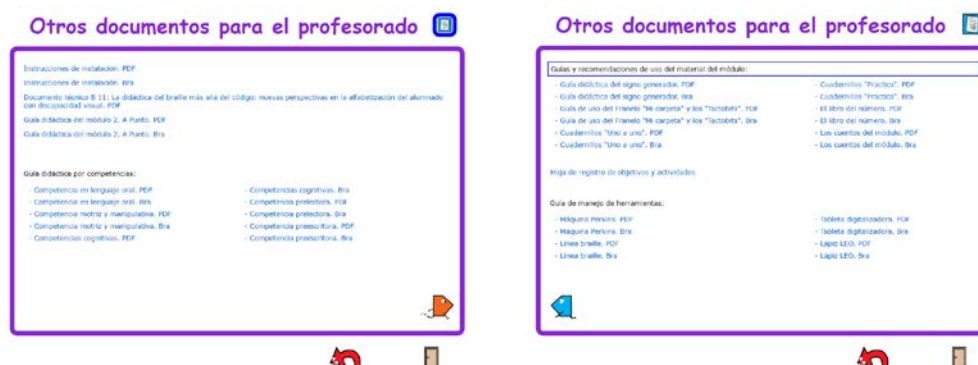 Otros documentos para el profesorado
Instrucciones de instalación. PDF
Instrucciones de instalación. Bra
Documento técnico B 11: La didáctica del braille más allá del código: nuevas perspectivas en la alfabetización del alumnado
con discapacidad visual. PDF
Guía didáctica del módulo 2, A Punto. PDF
Guía didáctica del módulo 2, A Punto. Bra
Guía didáctica por competencias:
- Competencia en lenguaje oral. PDF
- Competencia en lenguaje oral. Bra
- Competencia motriz y manipulativa. PDF
- Competencia motriz y manipulativa. Bra
- Competencias cognitivas. PDF
- Competencias cognitivas. Bra
- Competencia prelectora. PDF
- Competencia prelectora. Bra
- Competencia preescritora. PDF
- Competencia preescritora. Bra
Otros documentos para el profesorado
Guías y recomendaciones de uso del material del módulo:
- Guía didáctica del signo generador. PDF
- Guía didáctica del signo generador. Bra
- Guía de uso del Franelo "Mi carpeta" y los "Tactobits". PDF
- Guía de uso del Franelo "Mi carpeta" y los "Tactobits". Bra
- Cuadernillos "Uno a uno". PDF
- Cuadernillos "Uno a uno". Bra
- Cuadernillos "Practico". PDF
- Cuadernillos "Practico". Bra
- El libro del número. PDF
- El libro del número. Bra
- Los cuentos del módulo. PDF
- Los cuentos del módulo. Bra
Hoja de registro de objetivos y actividades
Guía de manejo de herramientas:
- Máquina Perkins. PDF
- Máquina Perkins. Bra
- Línea braille. PDF
- Línea braille. Bra
- Tableta digitalizadora. PDF
- Tableta digitalizadora. Bra
- Lápiz LEO. PDF
- Lápiz LEO. Bra